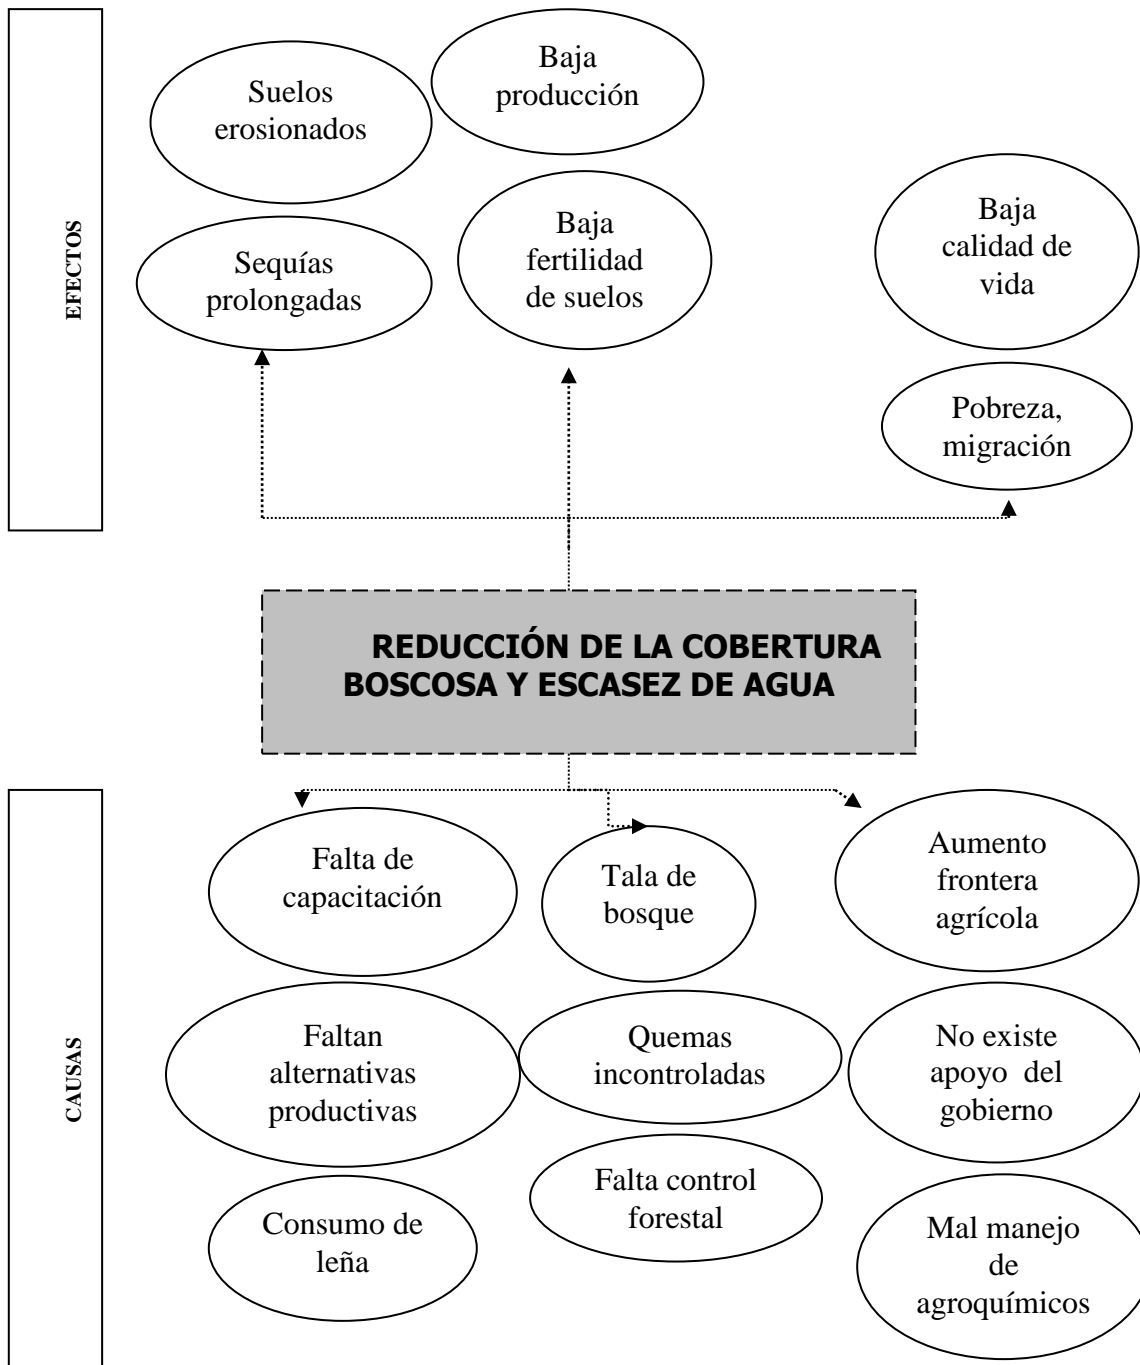 EFECTOS
Suelos
erosionados
Baja
producción
Sequías
prolongadas
Baja
fertilidad
de suelos
Baja
calidad de
vida
Pobreza,
migración
REDUCCIÓN DE LA COBERTURA
BOSCOSA Y ESCASEZ DE AGUA
CAUSAS
Falta de
capacitación
Tala de
bosque
Aumento
frontera
agrícola
Faltan
alternativas
productivas
Quemas
incontroladas
No existe
apoyo del
gobierno
Consumo de
leña
Falta control
forestal
Mal manejo
de
agroquímicos